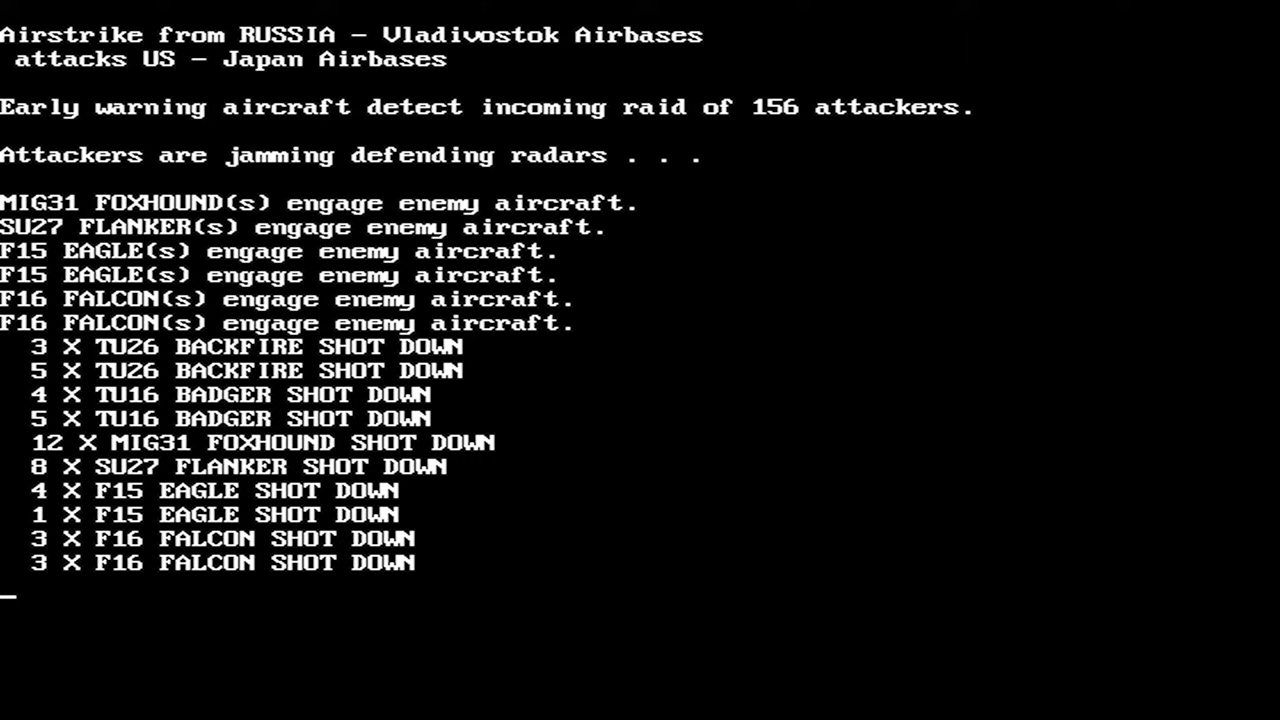 Airstrike from RUSSIA - Vladivostok Airbases
attacks US - Japan Airbases
Early warning aircraft detect incoming raid of 156 attackers.
Attackers are jamming defending radars . . .
MIG31 FOXHOUND(s) engage enemy aircraft.
SU27 FLANKER(s) engage enemy aircraft.
F15 EAGLE(s) engage enemy aircraft.
F15 EAGLE(s) engage enemy aircraft.
F16 FALCON(s) engage enemy aircraft.
F16 FALCON(s) engage enemy aircraft.
3 X TU26 BACKFIRE SHOT DOWN
5 X TU26 BACKFIRE SHOT DOWN
4 X TU16 BADGER SHOT DOWN
5 X TU16 BADGER SHOT DOWN
12 X MIG31 FOXHOUND SHOT DOWN
8 X SU27 FLANKER SHOT DOWN
4 X F15 EAGLE SHOT DOWN
1 X F15 EAGLE SHOT DOWN
3 X F16 FALCON SHOT DOWN
3 X F16 FALCON SHOT DOWN